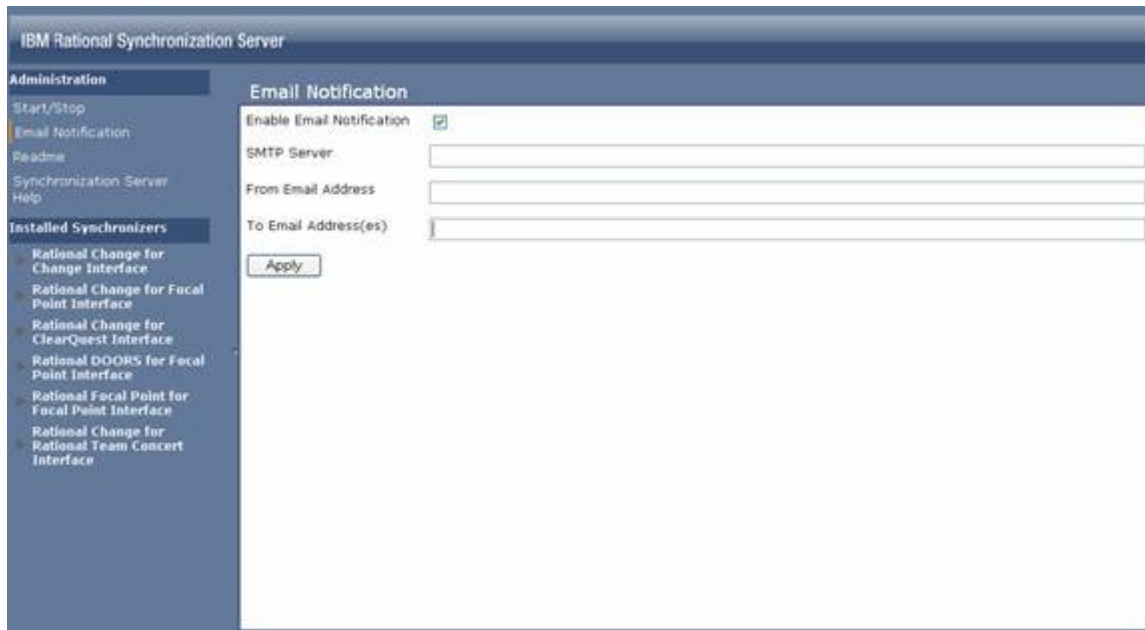 IBM Rational Synchronization Server
Administration
Start/Stop
Email Notification
Readme
Synchronization Server
Help
Installed Synchronizers
Rational Change for
Change Interface
Rational Change for Focal
Point Interface
Rational Change for
ClearQuest Interface
Rational DOORS for Focal
Point Interface
Rational Focal Point for
Focal Point Interface
Rational Change for
Rational Team Concert
Interface
Email Notification
Enable Email Notification
SMTP Server
From Email Address
To Email Address(es)
Apply